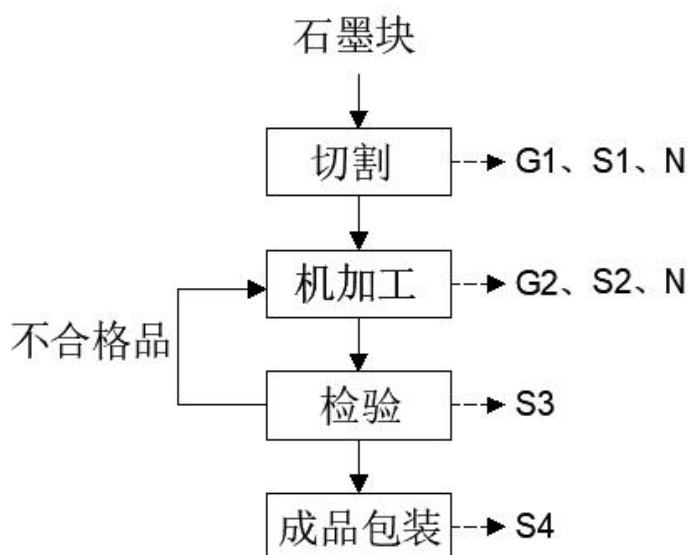 石墨块
切割
G1、S1、N
机加工
G2、S2、N
不合格品
检验
S3
成品包装
S4